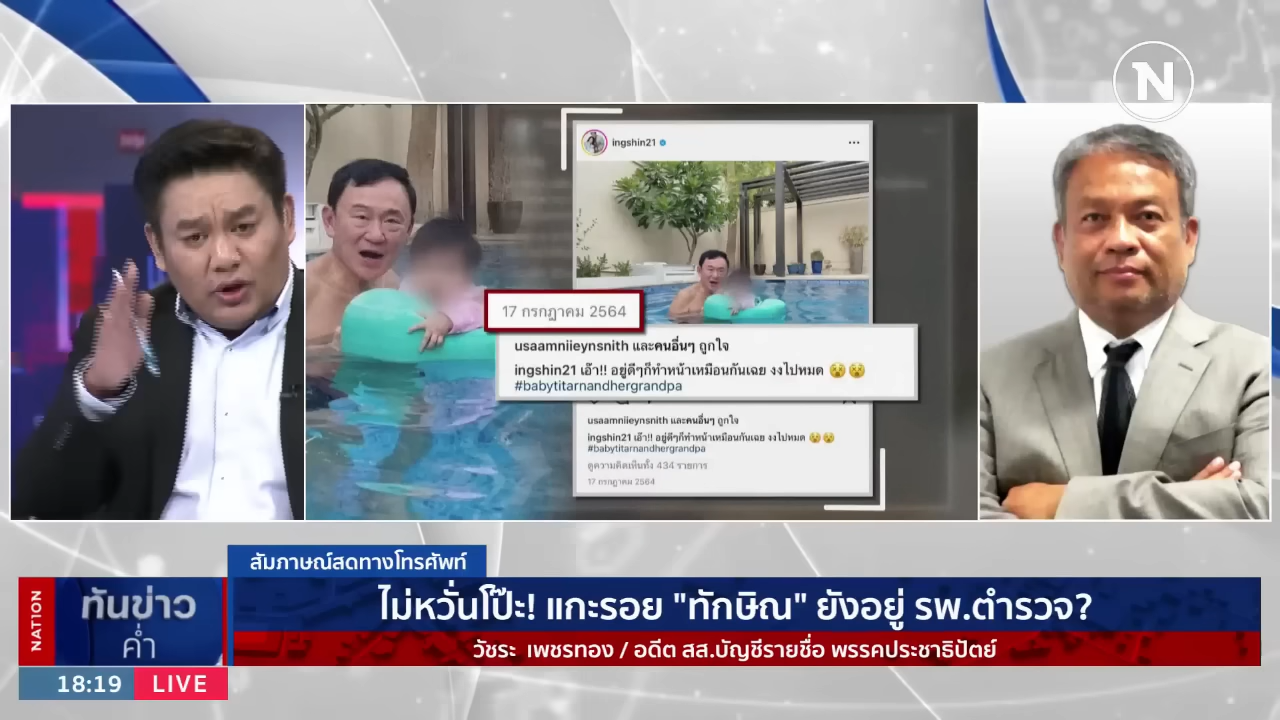 N
ingshin21
17 กรกฎาคม 2564
usaamniieynsnith และคนอื่นๆ ถูกใจ
ingshin21 เอ๊า!! อยู่ดีๆก็ทำหน้าเหมือนกันเฉย งงไปหมด 😵😵
#babytitarnandhergrandpa
usaamniieynsnith และคนอื่นๆ ถูกใจ
ingshin21 เอ๊า!! อยู่ดีๆก็ทำหน้าเหมือนกันเฉย งงไปหมด 😵😵
#babytitarnandhergrandpa
ดูความคิดเห็นทั้ง 434 รายการ
17 กรกฎาคม 2564
สัมภาษณ์สดทางโทรศัพท์
NATION
ทันข่าว
ค่ำ
ไม่หวั่นโป๊ะ! แกะรอย "ทักษิณ" ยังอยู่ รพ.ตำรวจ?
วัชระ เพชรทอง / อดีต สส.บัญชีรายชื่อ พรรคประชาธิปัตย์
18:19 LIVE